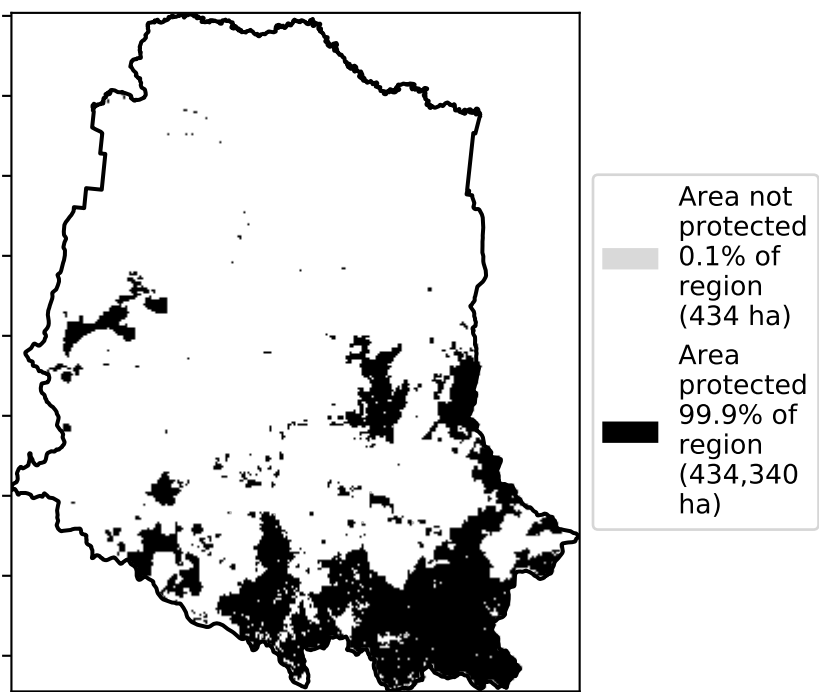 Area not
protected
0.1% of
region
(434 ha)
Area
protected
99.9% of
region
(434,340
ha)